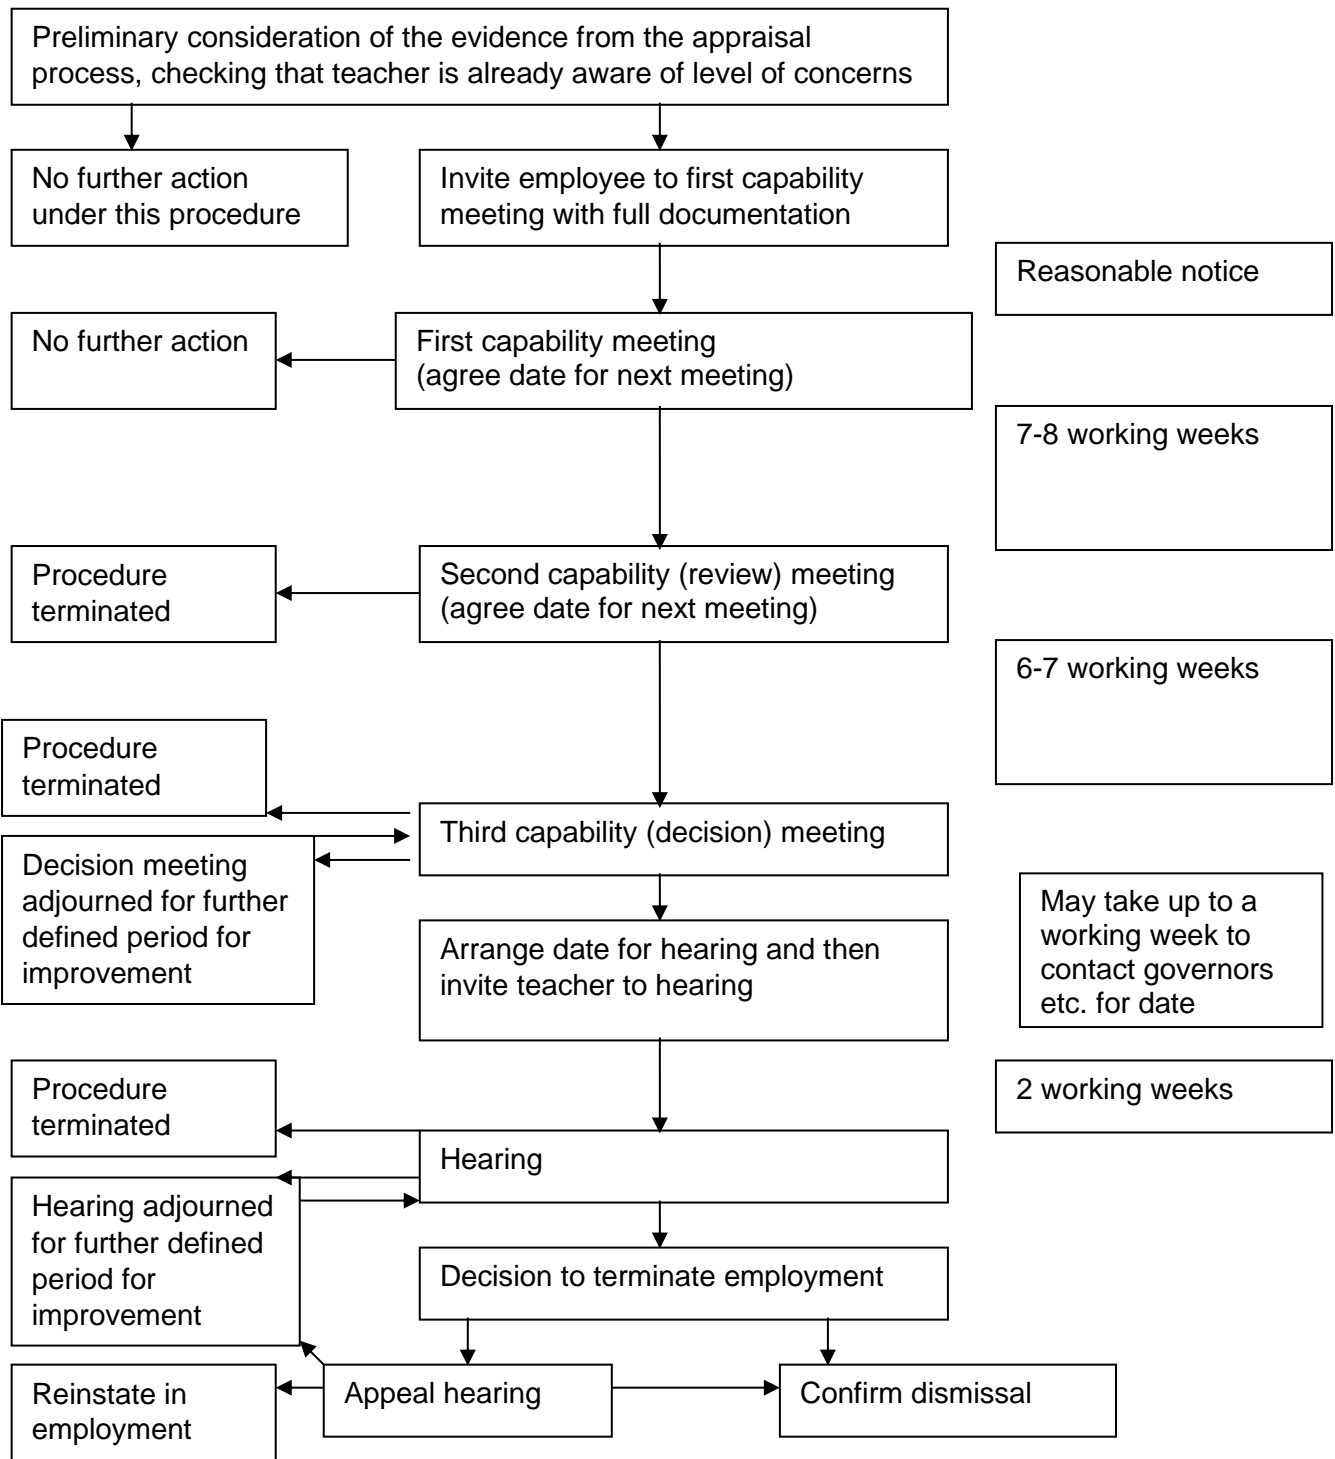 Preliminary consideration of the evidence from the appraisal
process, checking that teacher is already aware of level of concerns
No further action
under this procedure
Invite employee to first capability
meeting with full documentation
Reasonable notice
No further action
First capability meeting
(agree date for next meeting)
7-8 working weeks
Procedure
terminated
Second capability (review) meeting
(agree date for next meeting)
6-7 working weeks
Procedure
terminated
Third capability (decision) meeting
Decision meeting
adjourned for further
defined period for
improvement
Arrange date for hearing and then
invite teacher to hearing
May take up to a
working week to
contact governors
etc. for date
Procedure
terminated
2 working weeks
Hearing
Hearing adjourned
for further defined
period for
improvement
Decision to terminate employment
Reinstate in
employment
Appeal hearing
Confirm dismissal